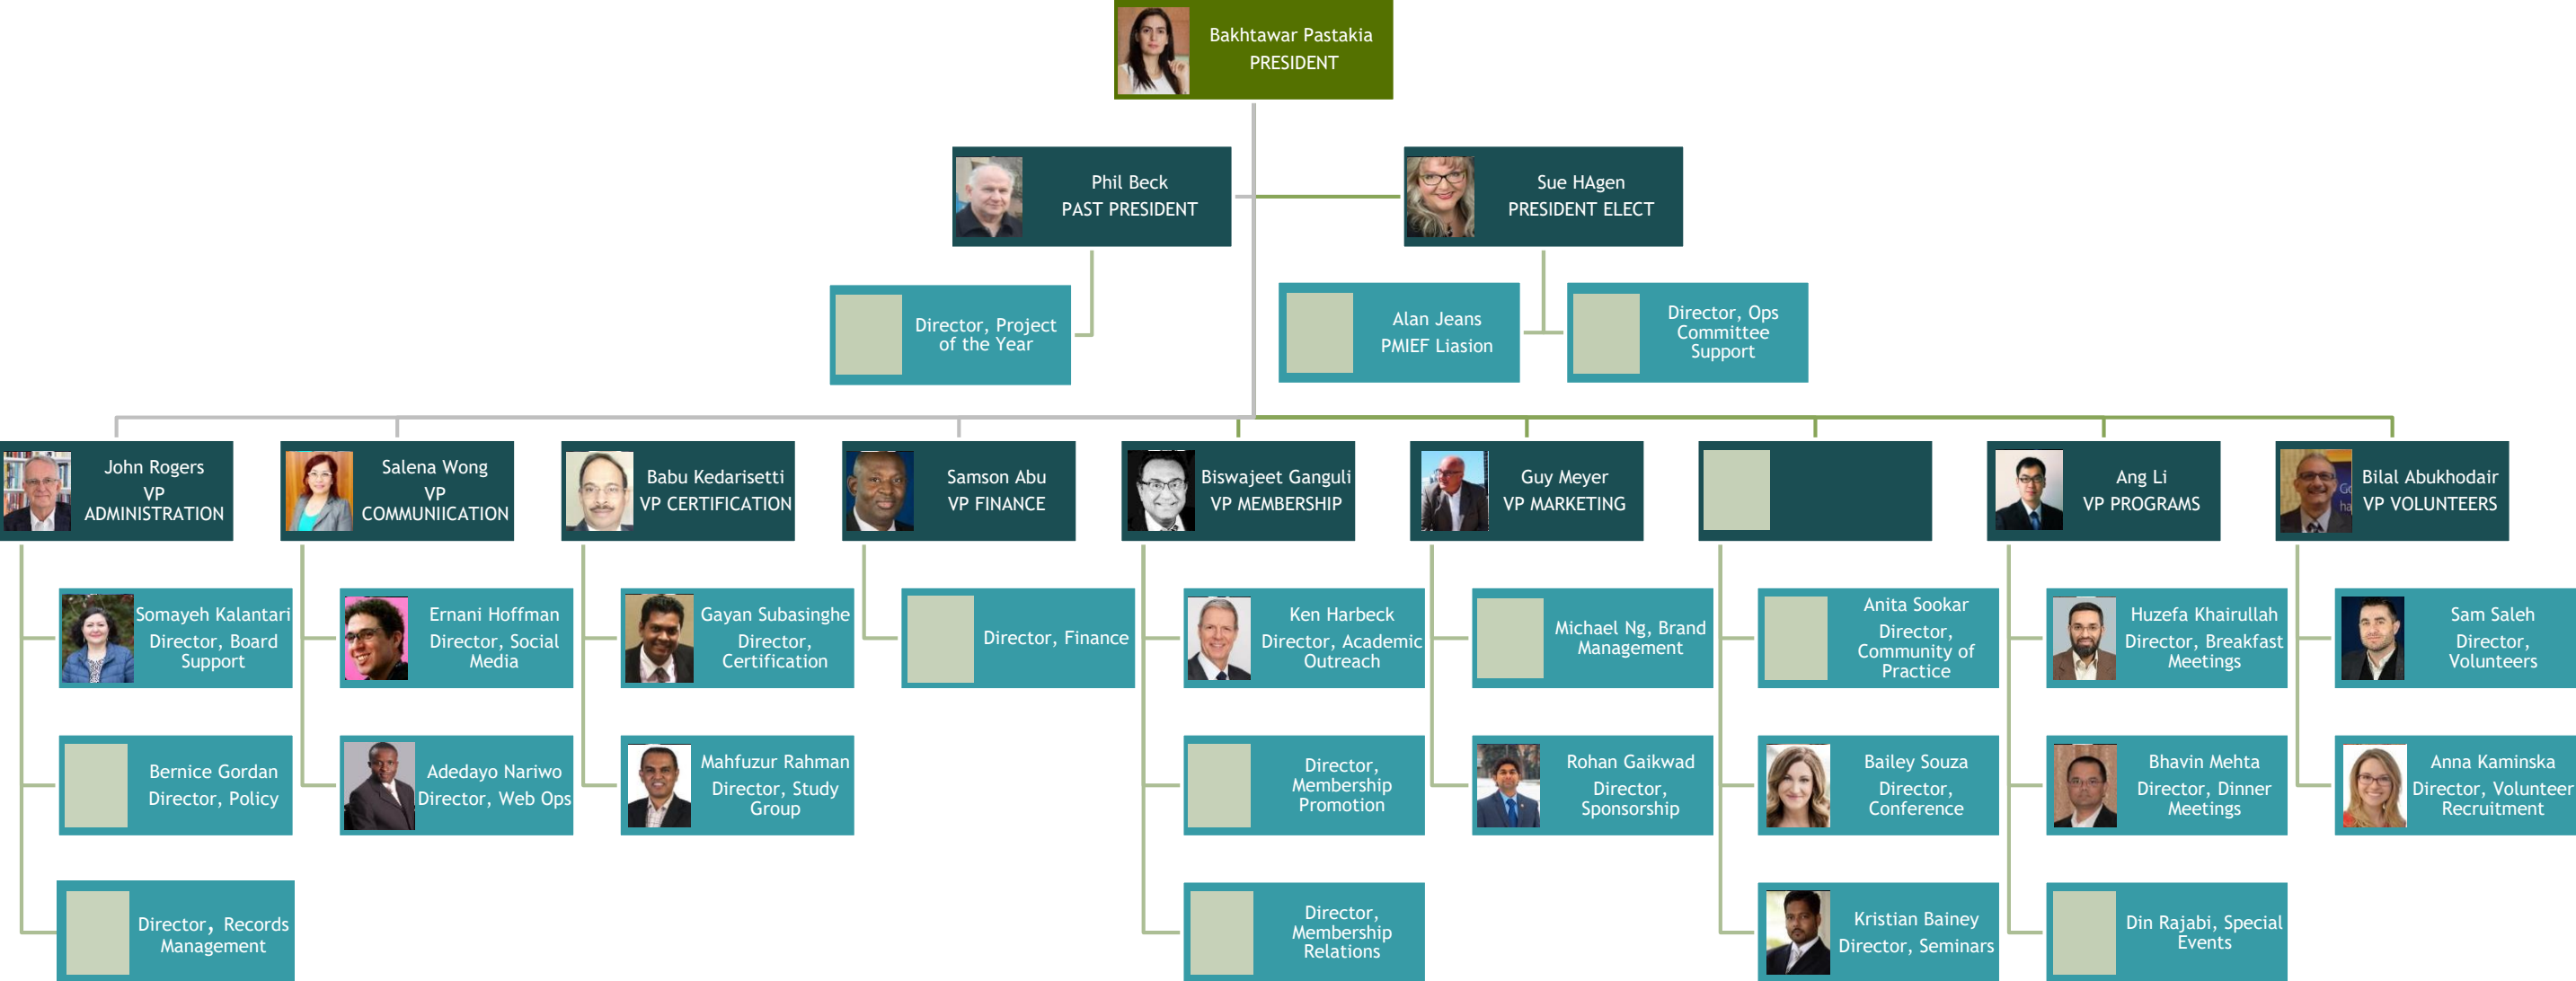 Bakhtawar Pastakia
PRESIDENT
Phil Beck
PAST PRESIDENT
Sue HAgen
PRESIDENT ELECT
Director, Project
of the Year
Alan Jeans
PMIEF Liasion
Director, Ops
Committee
Support
John Rogers
VP
ADMINISTRATION
Salena Wong
VP
COMMUNIICATION
Babu Kedarisetti
VP CERTIFICATION
Samson Abu
VP FINANCE
Biswajeet Ganguli
VP MEMBERSHIP
Guy Meyer
VP MARKETING
Ang Li
VP PROGRAMS
Bilal Abukhodair
VP VOLUNTEERS
Somayeh Kalantari
Director, Board
Support
Ernani Hoffman
Director, Social
Media
Gayan Subasinghe
Director,
Certification
Director, Finance
Ken Harbeck
Director, Academic
Outreach
Michael Ng, Brand
Management
Anita Sookar
Director,
Community of
Practice
Huzefa Khairullah
Director, Breakfast
Meetings
Sam Saleh
Director,
Volunteers
Bernice Gordan
Director, Policy
Adedayo Nariwo
Director, Web Ops
Mahfuzur Rahman
Director, Study
Group
Director,
Membership
Promotion
Rohan Gaikwad
Director,
Sponsorship
Bailey Souza
Director,
Conference
Bhavin Mehta
Director, Dinner
Meetings
Anna Kaminska
Director, Volunteer
Recruitment
Director, Records
Management
Director,
Membership
Relations
Kristian Bainey
Director, Seminars
Din Rajabi, Special
Events